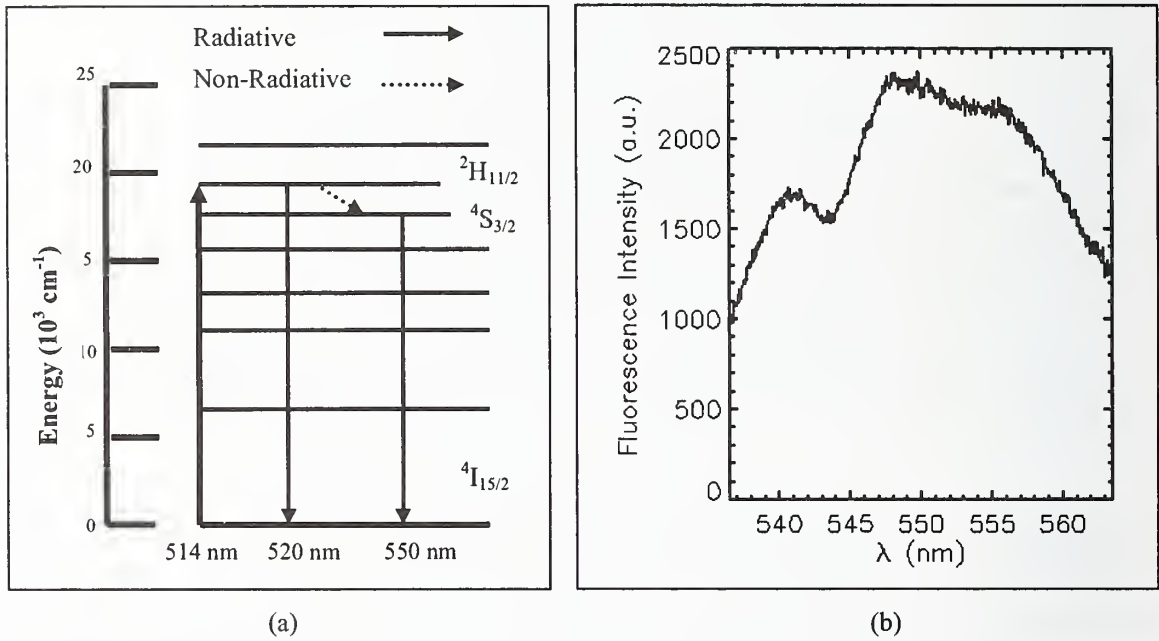 Radiative
Non-Radiative
25
20
5
10
5
0
Energy (10³ cm⁻¹)
²H₁₁/₂
⁴S₃/₂
⁴I₁₅/₂
514 nm 520 nm 550 nm
(a)
2500
2000
1500
1000
500
0
Fluorescence Intensity (a.u.)
540 545 550 555 560
λ (nm)
(b)